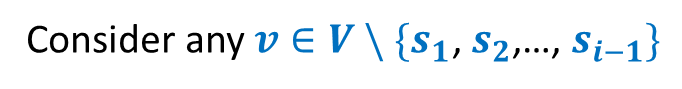 Consider any 𝒗 ∈ 𝑽 \ {𝒔₁, 𝒔₂,..., 𝒔ᵢ₋₁}